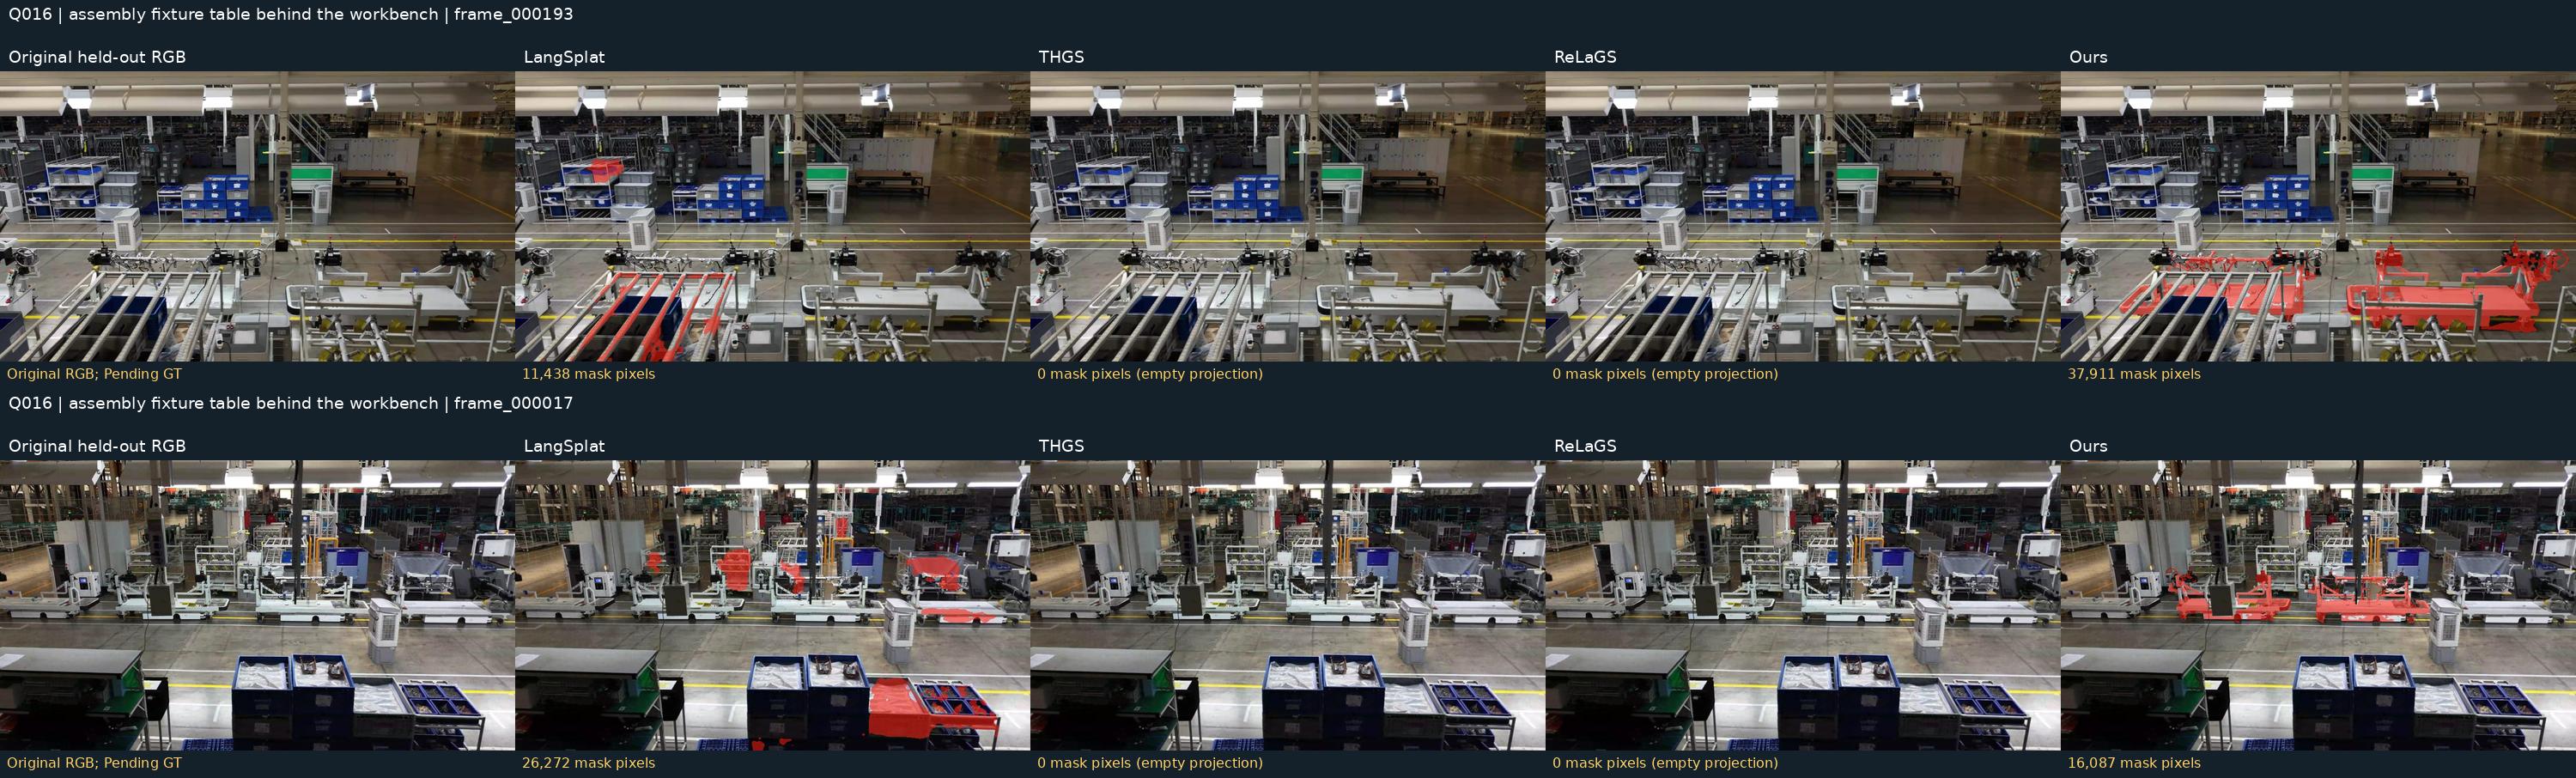 Q016 | assembly fixture table behind the workbench | frame_000193
Original held-out RGB
LangSplat
THGS
ReLaGS
Ours
Original RGB; Pending GT
11,438 mask pixels
0 mask pixels (empty projection)
0 mask pixels (empty projection)
37,911 mask pixels
Q016 | assembly fixture table behind the workbench | frame_000017
Original held-out RGB
LangSplat
THGS
ReLaGS
Ours
Original RGB; Pending GT
26,272 mask pixels
0 mask pixels (empty projection)
0 mask pixels (empty projection)
16,087 mask pixels